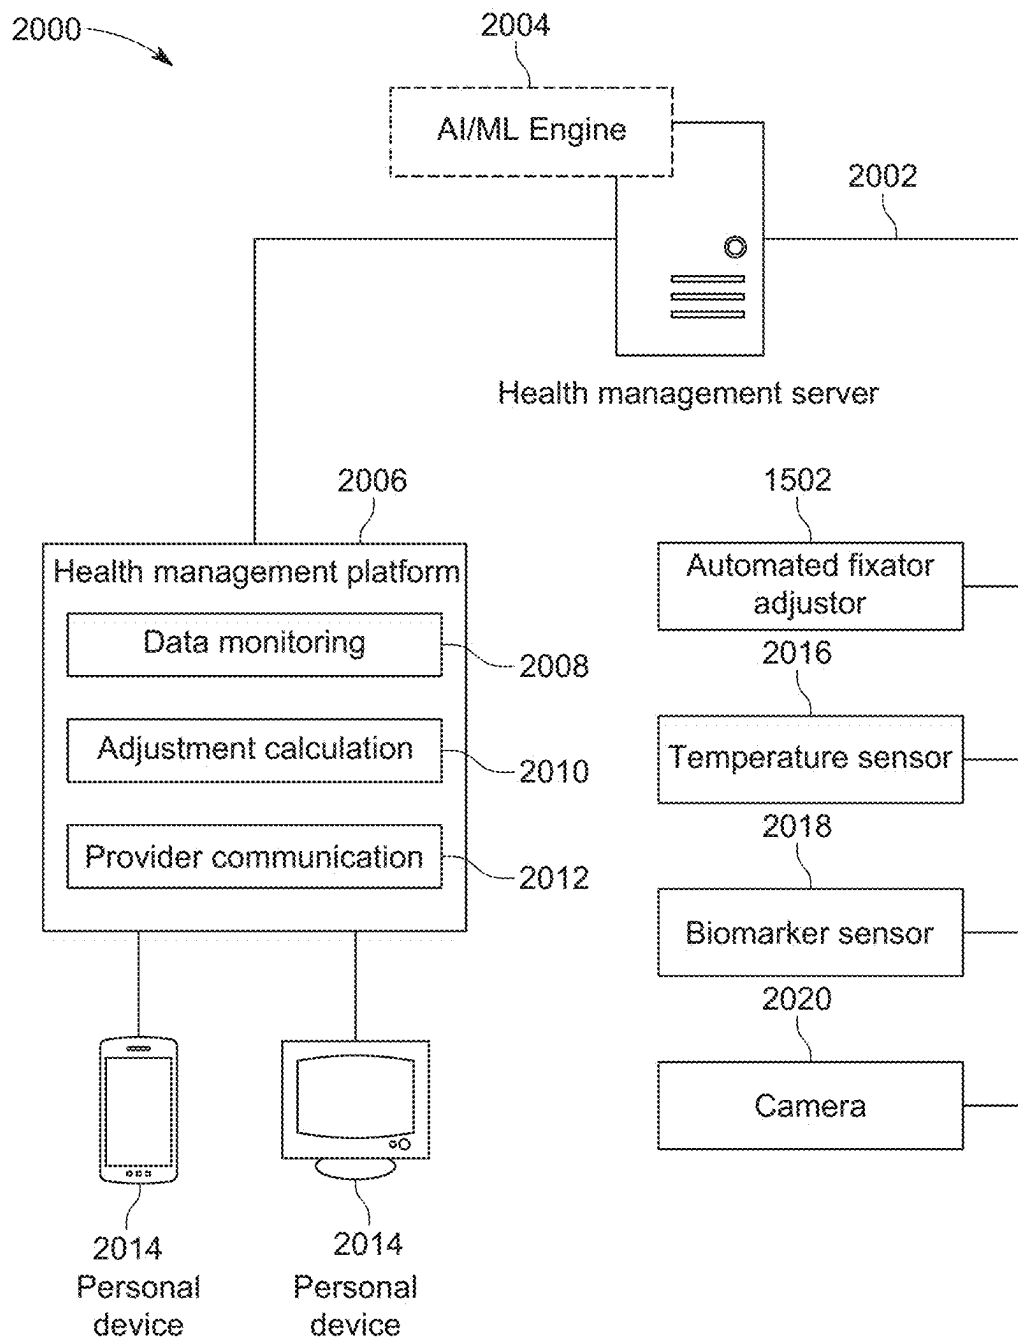 2000
2004
AI/ML Engine
2002
Health management server
2006
Health management platform
Data monitoring
2008
Adjustment calculation
2010
Provider communication
2012
2014
Personal
device
2014
Personal
device
1502
Automated fixator
adjustor
2016
Temperature sensor
2018
Biomarker sensor
2020
Camera